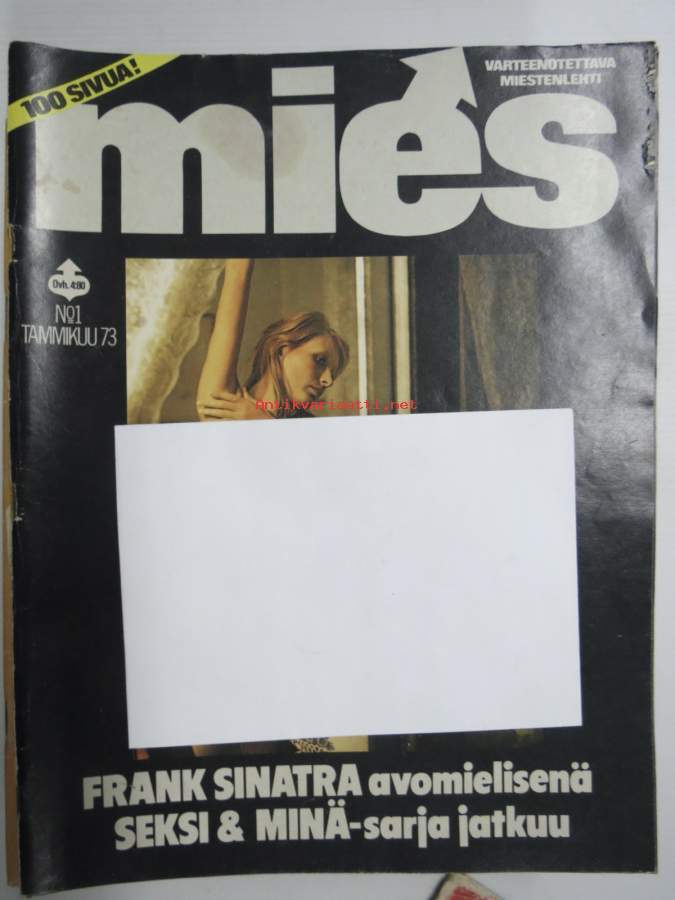 100 SIVUA!
VARTEENOTETTAVA
MIESTENLEHTI
mies
Ovh. 4:80
No1
TAMMIKUU 73
Antikvariaatti.net
FRANK SINATRA avomielisenä
SEKSI & MINÄ-sarja jatkuu